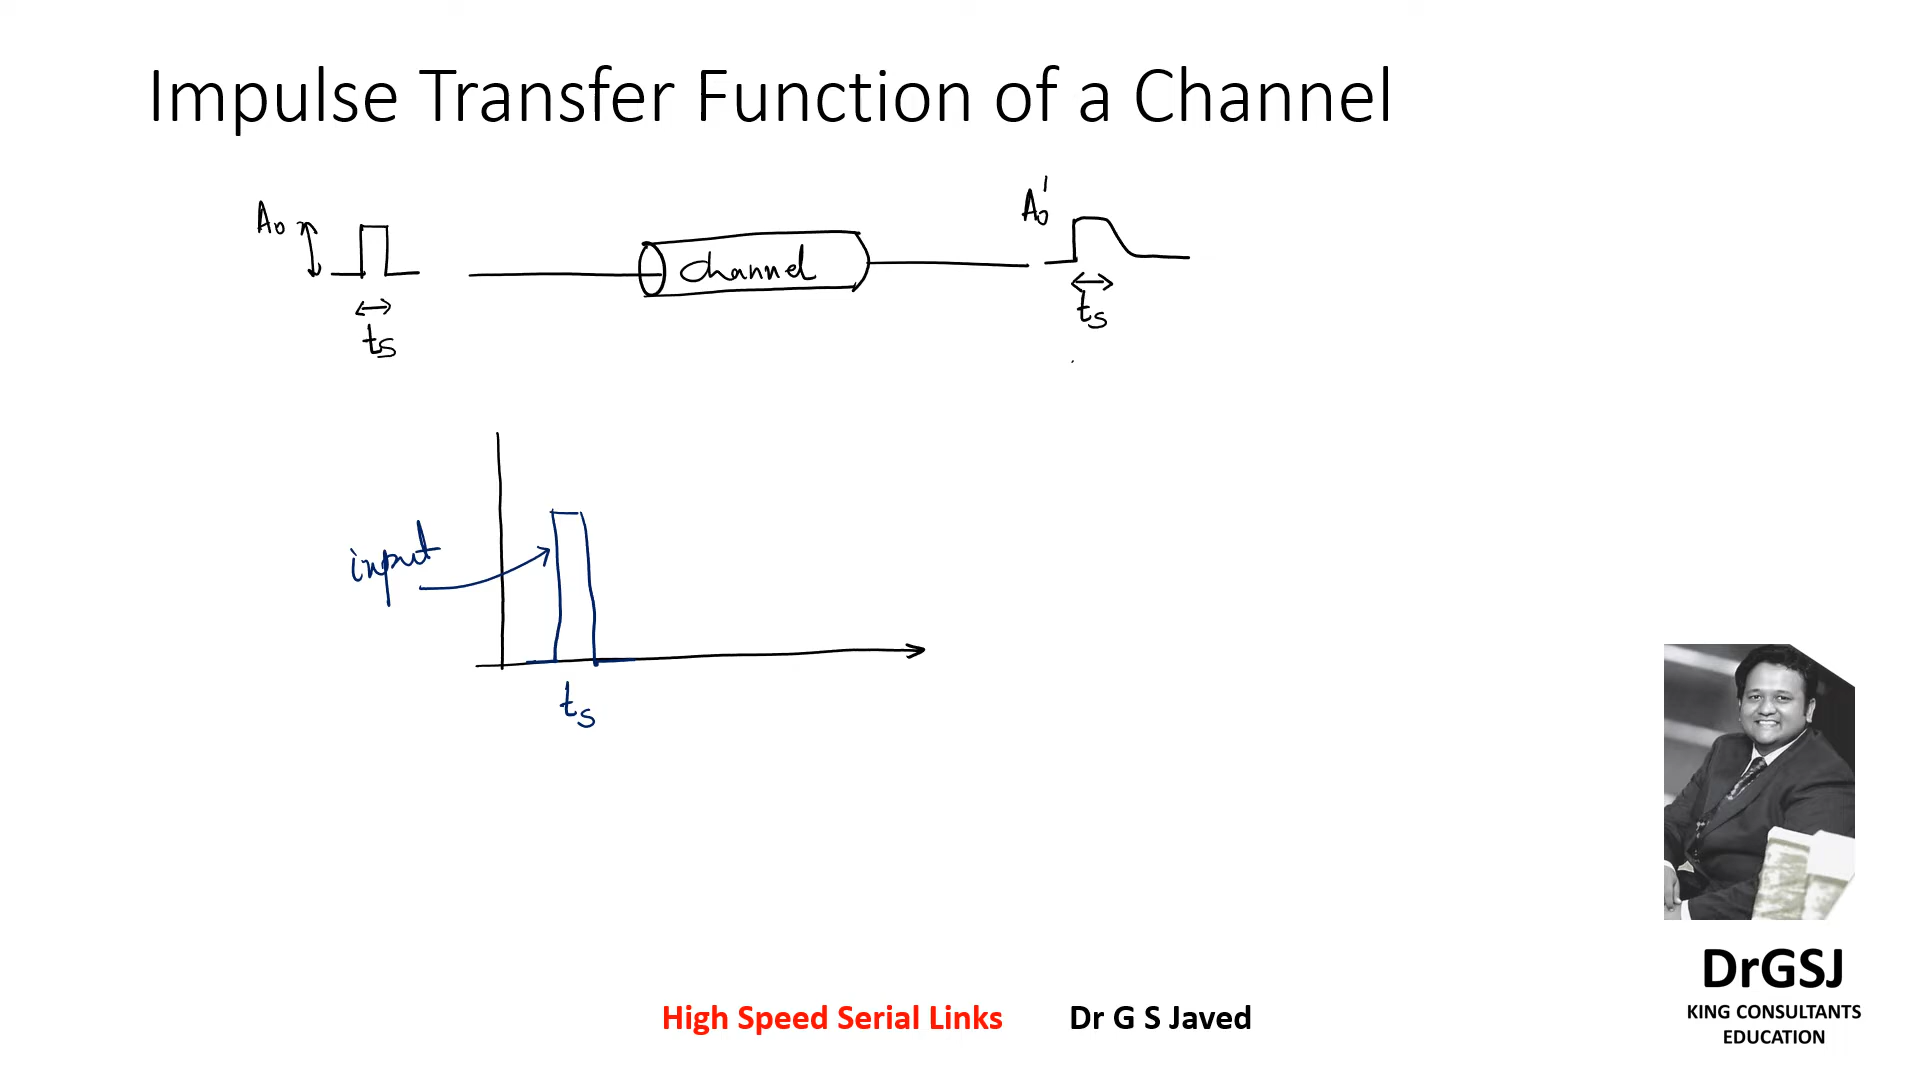 Impulse Transfer Function of a Channel
A₀
tₛ
channel
A₀'
tₛ
input
tₛ
High Speed Serial Links
Dr G S Javed
DrGSJ
KING CONSULTANTS
EDUCATION